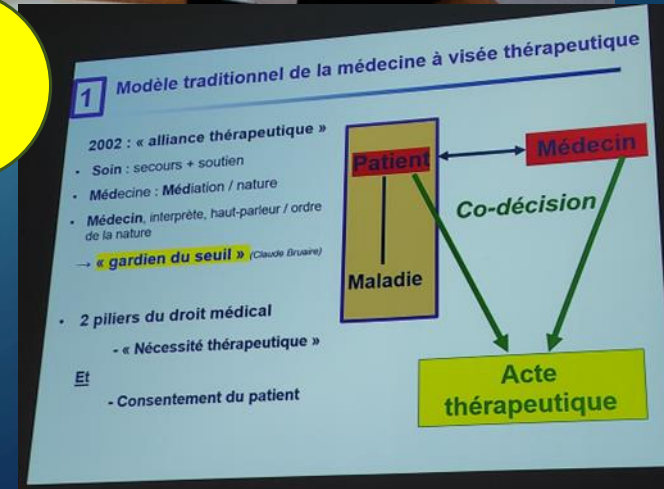 1 Modèle traditionnel de la médecine à visée thérapeutique
2002 : « alliance thérapeutique »
• Soin : secours + soutien
• Médecine : Médiation / nature
• Médecin, interprète, haut-parleur / ordre
de la nature
→ « gardien du seuil » (Claude Bruaire)
• 2 piliers du droit médical
- « Nécessité thérapeutique »
Et
- Consentement du patient
Patient
Médecin
Co-décision
Maladie
Acte
thérapeutique